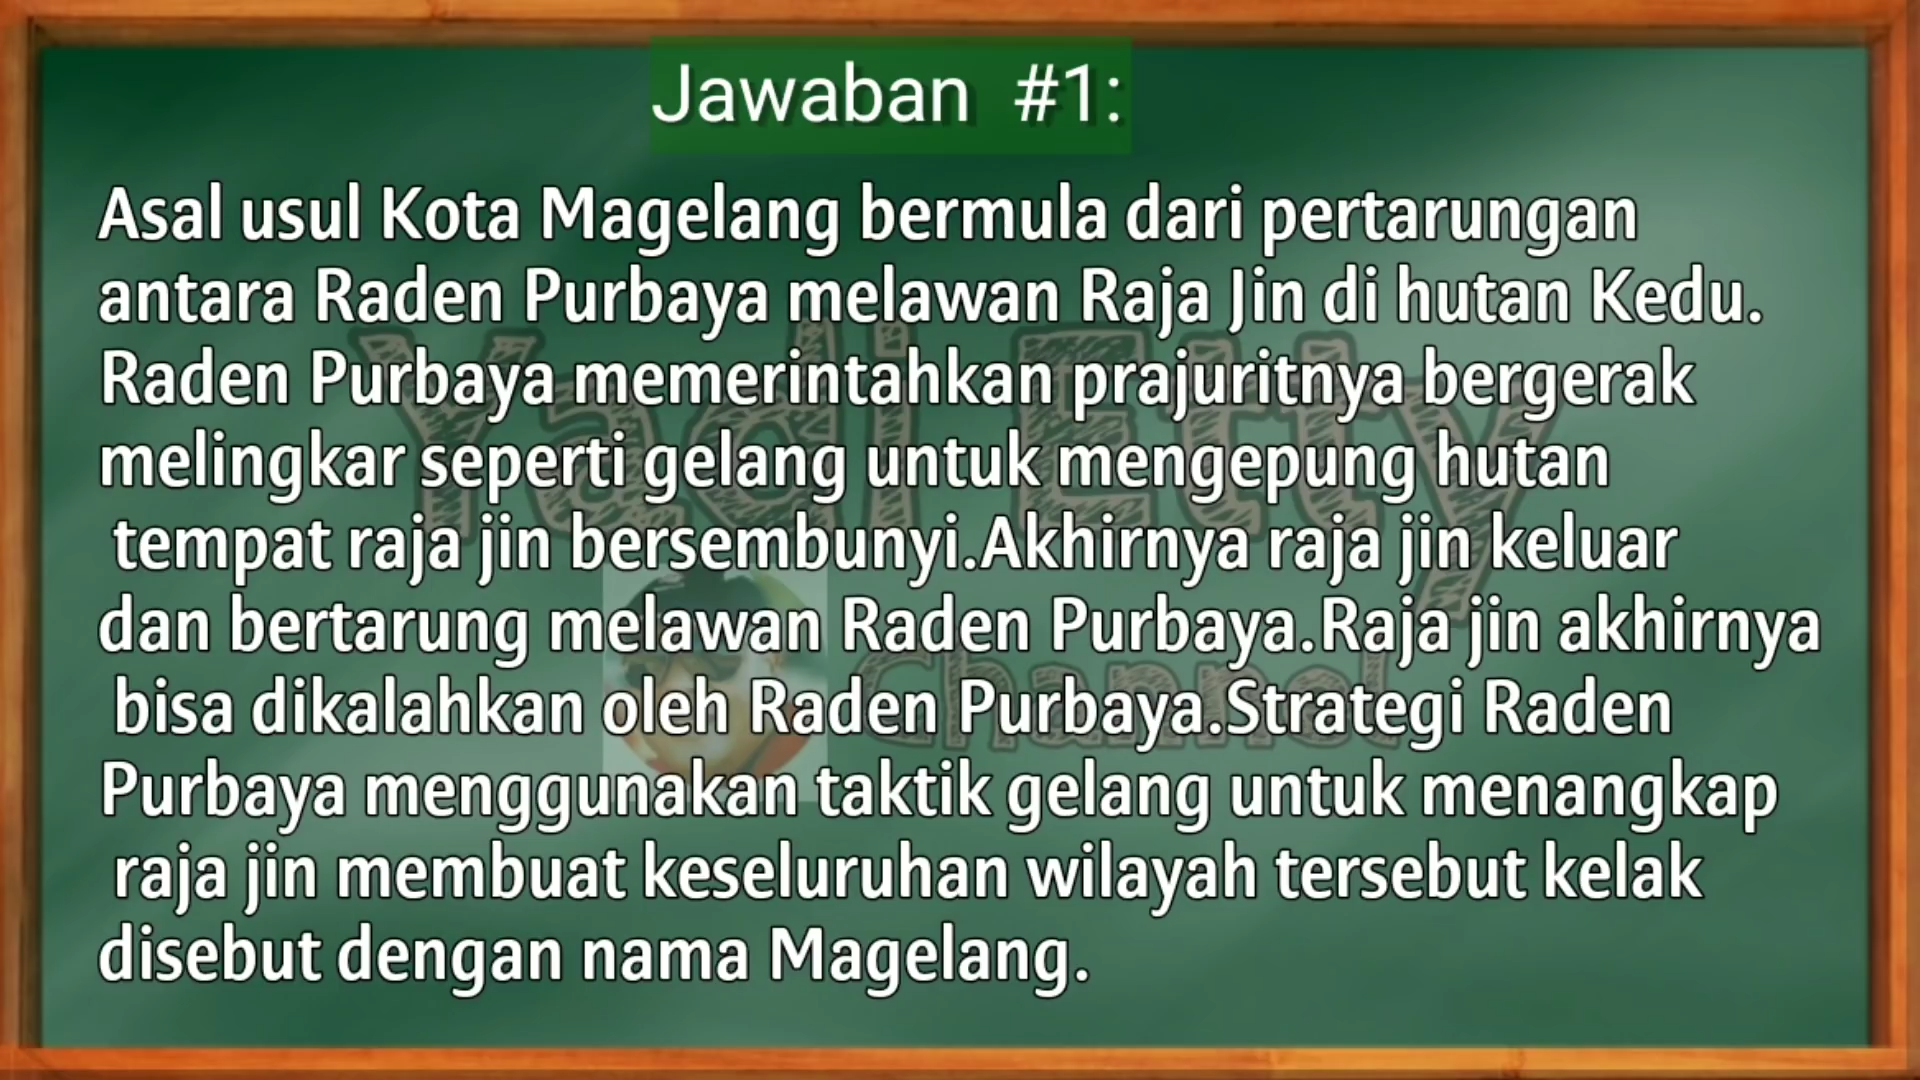 Jawaban #1:
Asal usul Kota Magelang bermula dari pertarungan
antara Raden Purbaya melawan Raja Jin di hutan Kedu.
Raden Purbaya memerintahkan prajuritnya bergerak
melingkar seperti gelang untuk mengepung hutan
tempat raja jin bersembunyi.Akhirnya raja jin keluar
dan bertarung melawan Raden Purbaya.Raja jin akhirnya
bisa dikalahkan oleh Raden Purbaya.Strategi Raden
Purbaya menggunakan taktik gelang untuk menangkap
raja jin membuat keseluruhan wilayah tersebut kelak
disebut dengan nama Magelang.
Yadi Etty
Channel